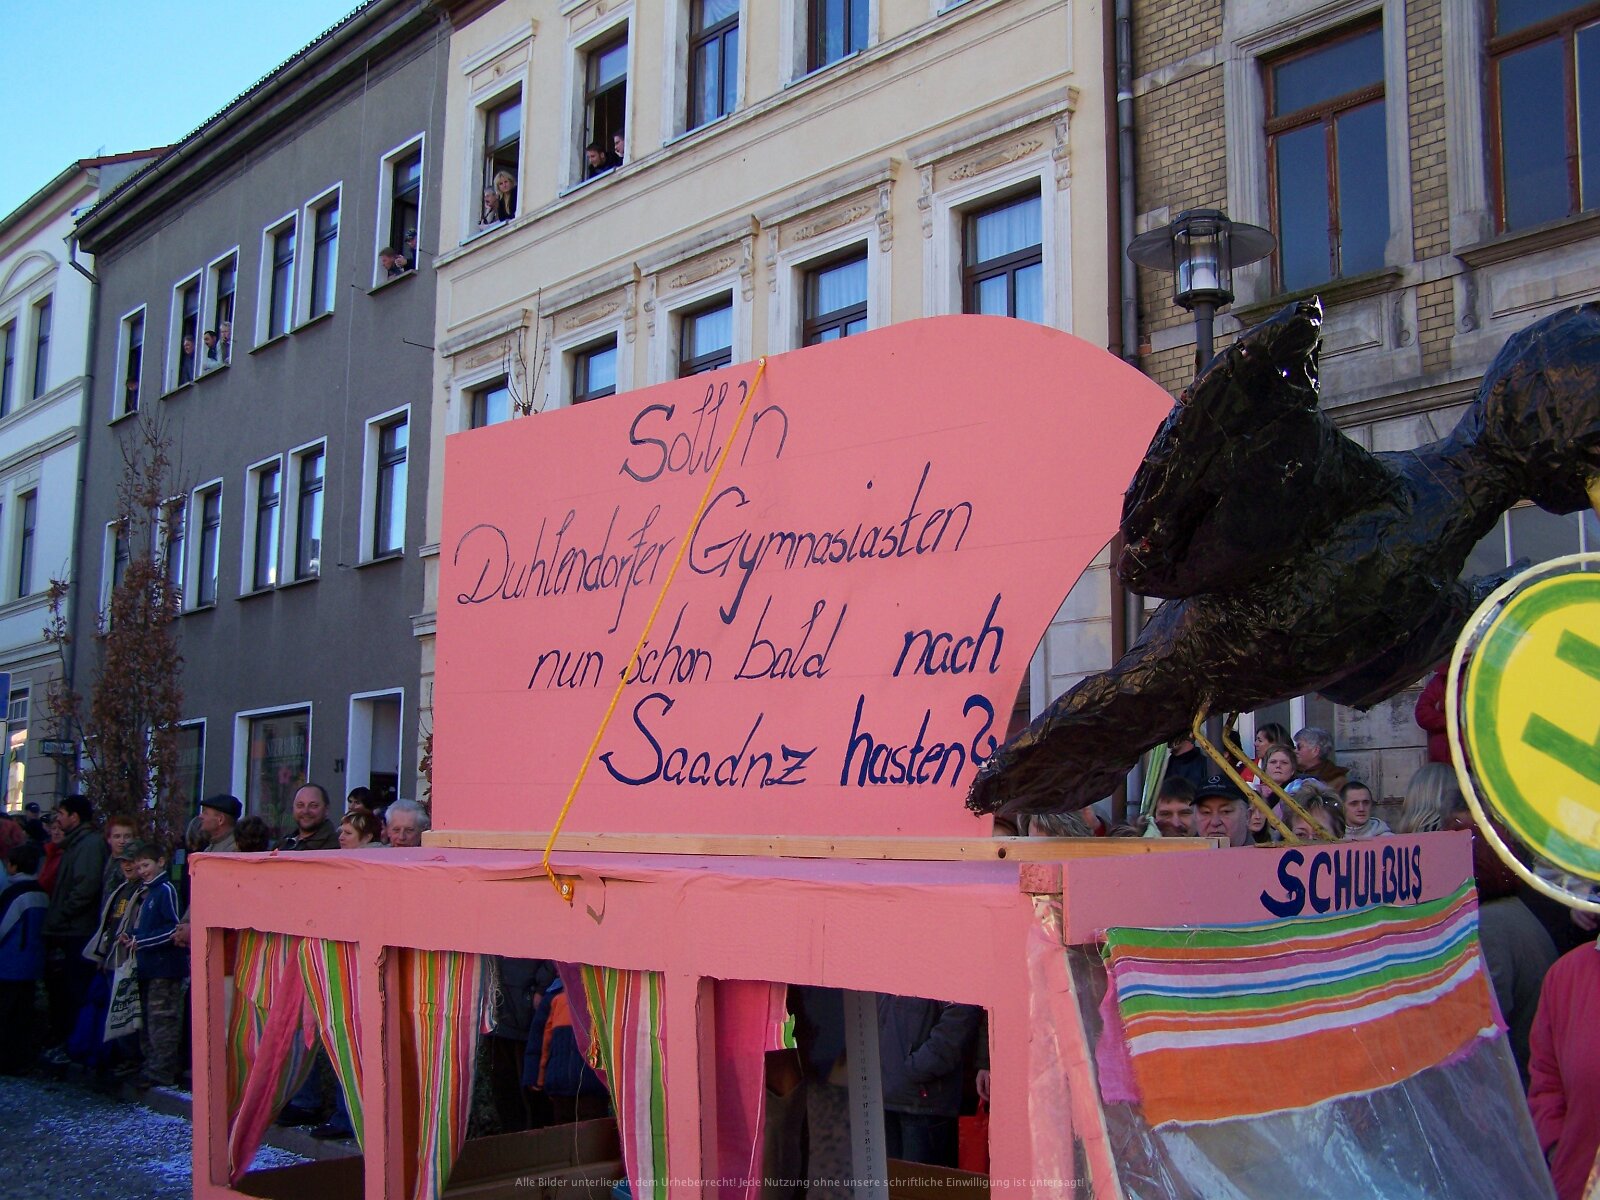 Soll'n
Duhlendorfer Gymnasiasten
nun schon bald nach
Saadnz hasten?
SCHULBUS
H
31
Alle Bilder unterliegen dem Urheberrecht! Jede Nutzung ohne unsere schriftliche Einwilligung ist untersagt!